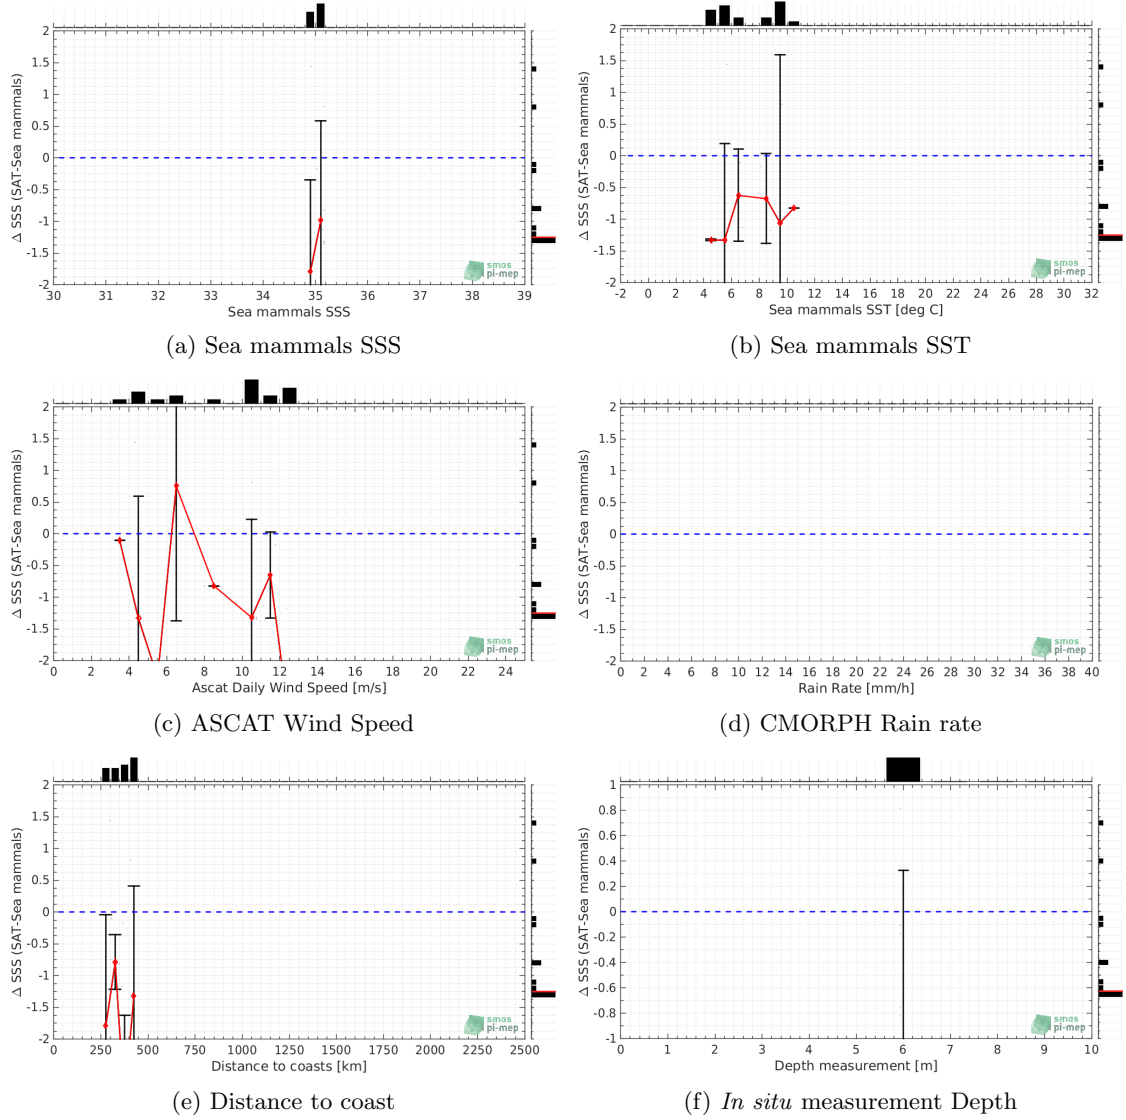 2
1.5
1
0.5
0
-0.5
-1
-1.5
-2
Δ SSS (SAT-Sea mammals)
30 31 32 33 34 35 36 37 38 39
Sea mammals SSS
smos
pi-mep
(a) Sea mammals SSS
2
1.5
1
0.5
0
-0.5
-1
-1.5
-2
Δ SSS (SAT-Sea mammals)
-2 0 2 4 6 8 10 12 14 16 18 20 22 24 26 28 30 32
Sea mammals SST [deg C]
smos
pi-mep
(b) Sea mammals SST
2
1.5
1
0.5
0
-0.5
-1
-1.5
-2
Δ SSS (SAT-Sea mammals)
0 2 4 6 8 10 12 14 16 18 20 22 24
Ascat Daily Wind Speed [m/s]
smos
pi-mep
(c) ASCAT Wind Speed
2
1.5
1
0.5
0
-0.5
-1
-1.5
-2
Δ SSS (SAT-Sea mammals)
0 2 4 6 8 10 12 14 16 18 20 22 24 26 28 30 32 34 36 38 40
Rain Rate [mm/h]
smos
pi-mep
(d) CMORPH Rain rate
2
1.5
1
0.5
0
-0.5
-1
-1.5
-2
Δ SSS (SAT-Sea mammals)
0 250 500 750 1000 1250 1500 1750 2000 2250 2500
Distance to coasts [km]
smos
pi-mep
(e) Distance to coast
1
0.8
0.6
0.4
0.2
0
-0.2
-0.4
-0.6
-0.8
-1
Δ SSS (SAT-Sea mammals)
0 1 2 3 4 5 6 7 8 9 10
Depth measurement [m]
smos
pi-mep
(f) In situ measurement Depth